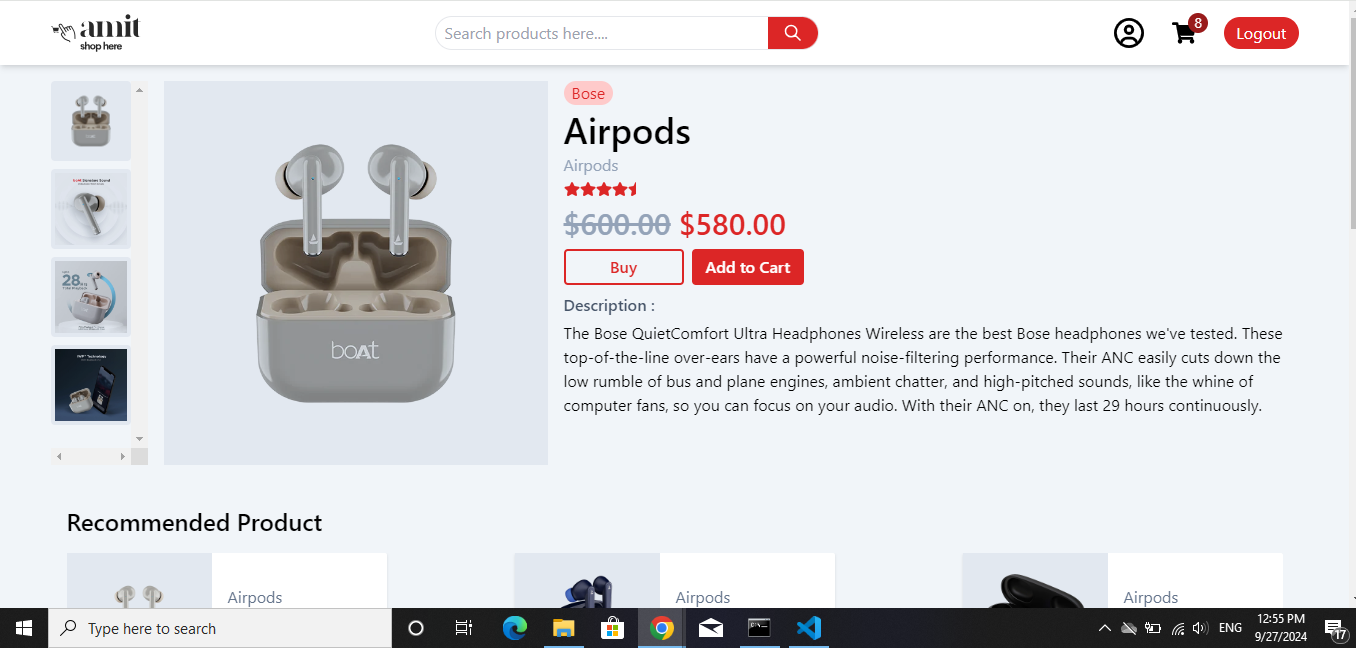 amit
shop here
Search products here....
8
Logout
Bose
Airpods
Airpods
$600.00 $580.00
Buy
Add to Cart
Description :
The Bose QuietComfort Ultra Headphones Wireless are the best Bose headphones we've tested. These
top-of-the-line over-ears have a powerful noise-filtering performance. Their ANC easily cuts down the
low rumble of bus and plane engines, ambient chatter, and high-pitched sounds, like the whine of
computer fans, so you can focus on your audio. With their ANC on, they last 29 hours continuously.
boAt
28
Recommended Product
Airpods
Airpods
Airpods
Type here to search
ENG
12:55 PM
9/27/2024
17